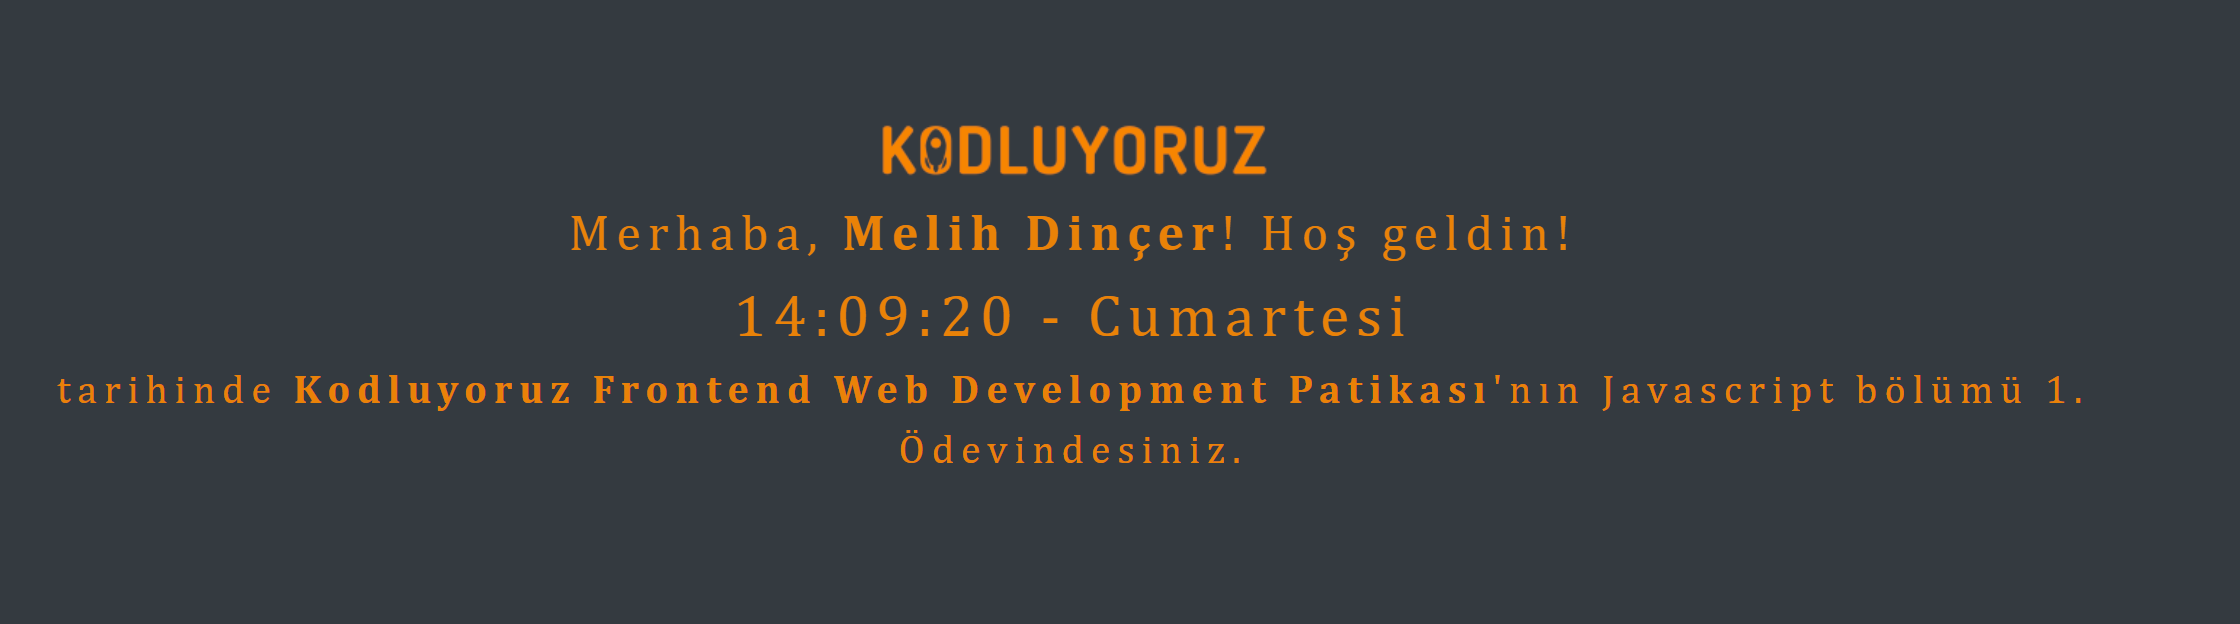 KODLUYORUZ
Merhaba, Melih Dinçer! Hoş geldin!
14:09:20 - Cumartesi
tarihinde Kodluyoruz Frontend Web Development Patikası'nın Javascript bölümü 1.
Ödevindesiniz.